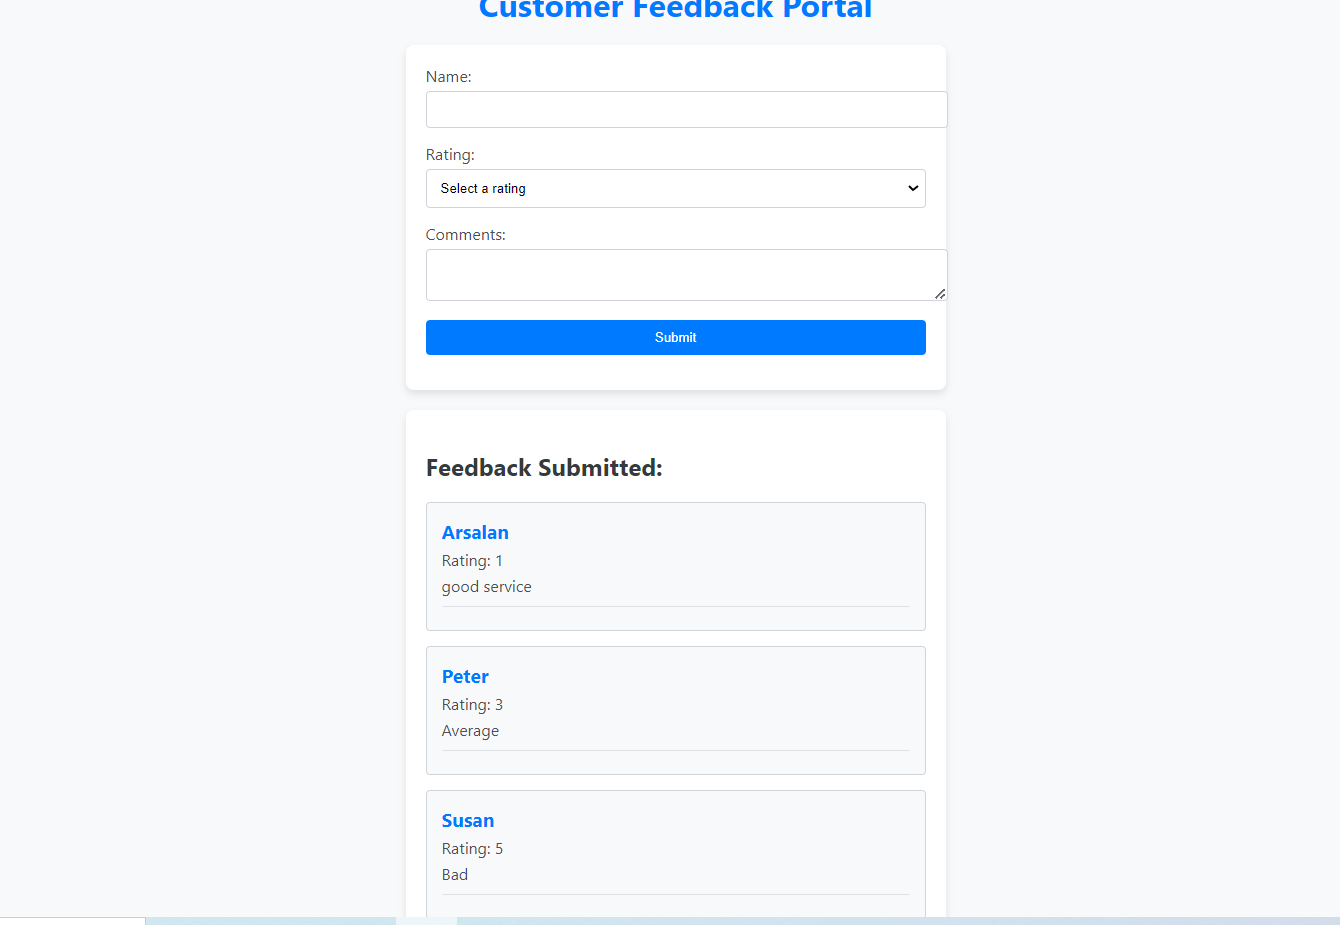 Customer Feedback Portal
Name:
Rating:
Select a rating
Comments:
Submit
Feedback Submitted:
Arsalan
Rating: 1
good service
Peter
Rating: 3
Average
Susan
Rating: 5
Bad